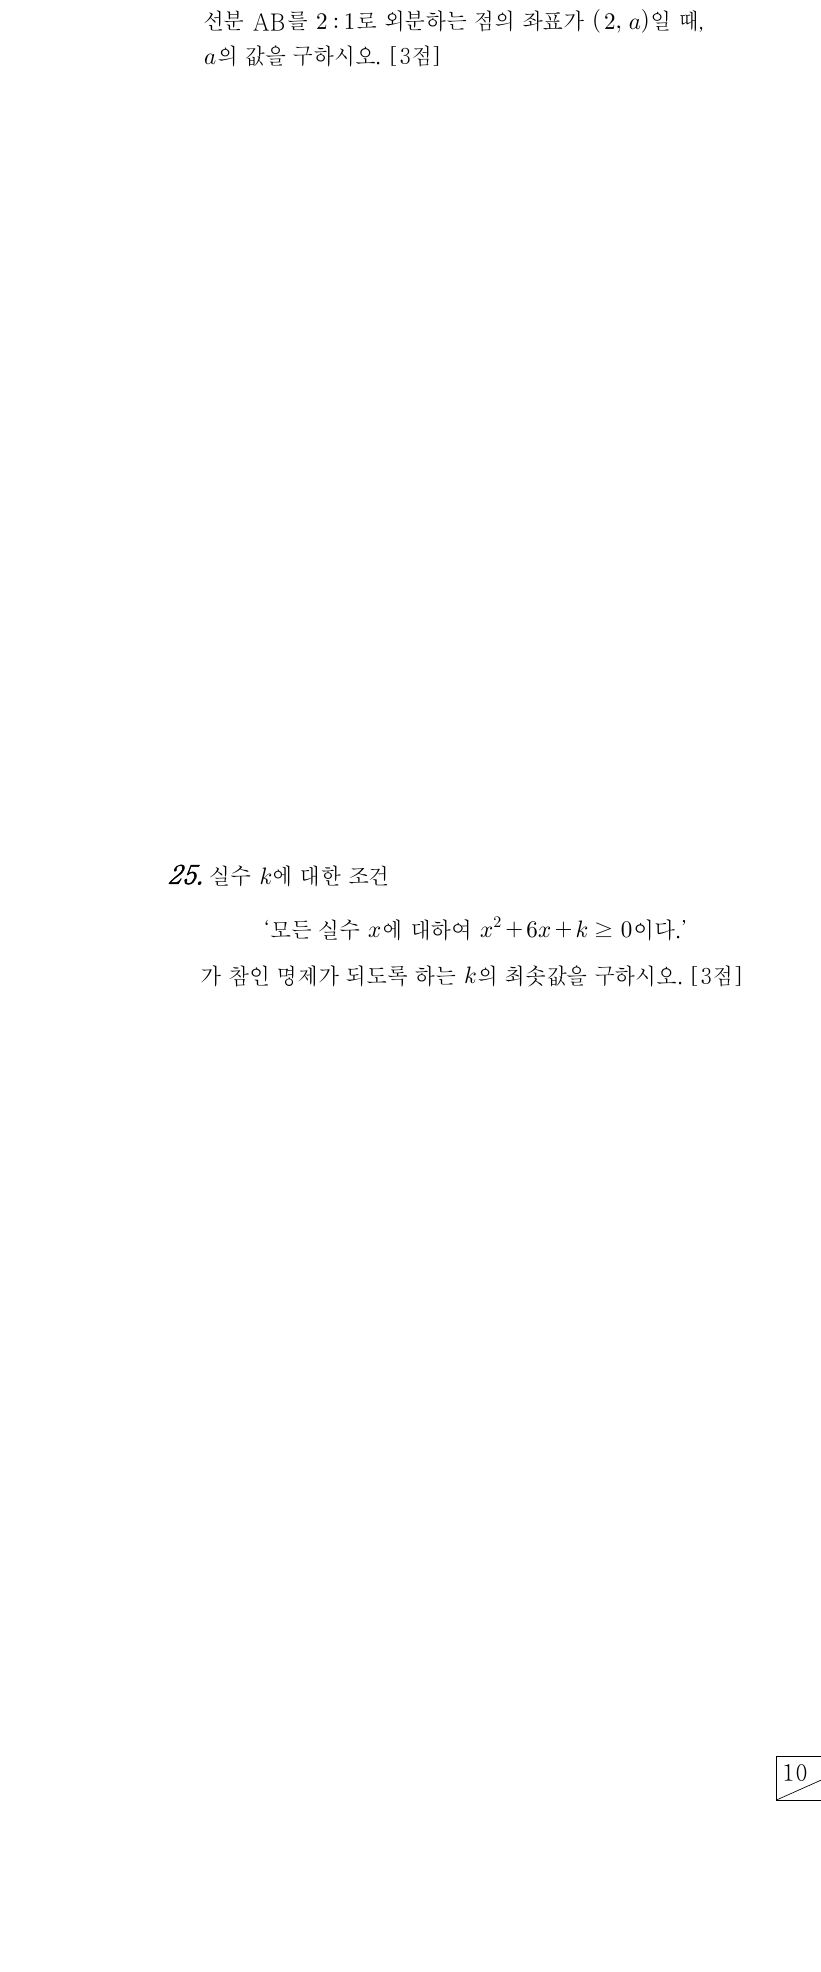 선분 AB를 2 : 1로 외분하는 점의 좌표가 (2, a)일 때,
a의 값을 구하시오. [3점]
25. 실수 k에 대한 조건
‘모든 실수 x에 대하여 x²+6x+k ≥ 0이다.’
가 참인 명제가 되도록 하는 k의 최솟값을 구하시오. [3점]
10